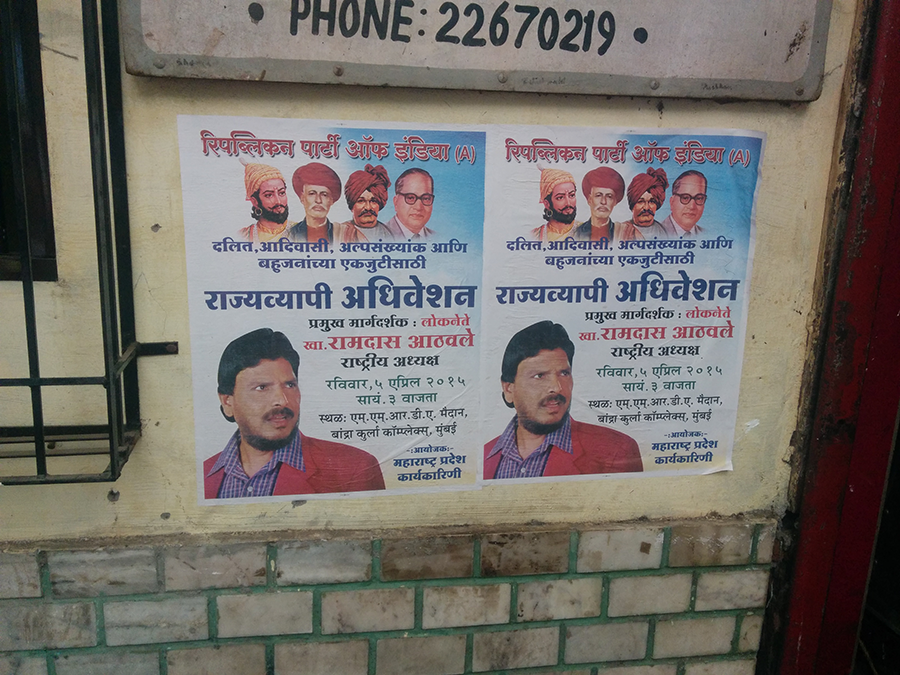 PHONE: 22670219
रिपब्लिकन पार्टी ऑफ इंडिया (A)
दलित,आदिवासी, अल्पसंख्यांक आणि
बहुजनांच्या एकजुटीसाठी
राज्यव्यापी अधिवेशन
प्रमुख मार्गदर्शक : लोकनेते
खा. रामदास आठवले
राष्ट्रीय अध्यक्ष
रविवार,५ एप्रिल २०१५
सायं. ३ वाजता
स्थळ: एम.एम.आर.डी.ए. मैदान,
बांद्रा कुर्ला कॉम्प्लेक्स, मुंबई
-:आयोजक:-
महाराष्ट्र प्रदेश
कार्यकारिणी
रिपब्लिकन पार्टी ऑफ इंडिया (A)
दलित,आदिवासी, अल्पसंख्यांक आणि
बहुजनांच्या एकजुटीसाठी
राज्यव्यापी अधिवेशन
प्रमुख मार्गदर्शक : लोकनेते
खा. रामदास आठवले
राष्ट्रीय अध्यक्ष
रविवार,५ एप्रिल २०१५
सायं. ३ वाजता
स्थळ: एम.एम.आर.डी.ए. मैदान,
बांद्रा कुर्ला कॉम्प्लेक्स, मुंबई
-:आयोजक:-
महाराष्ट्र प्रदेश
कार्यकारिणी